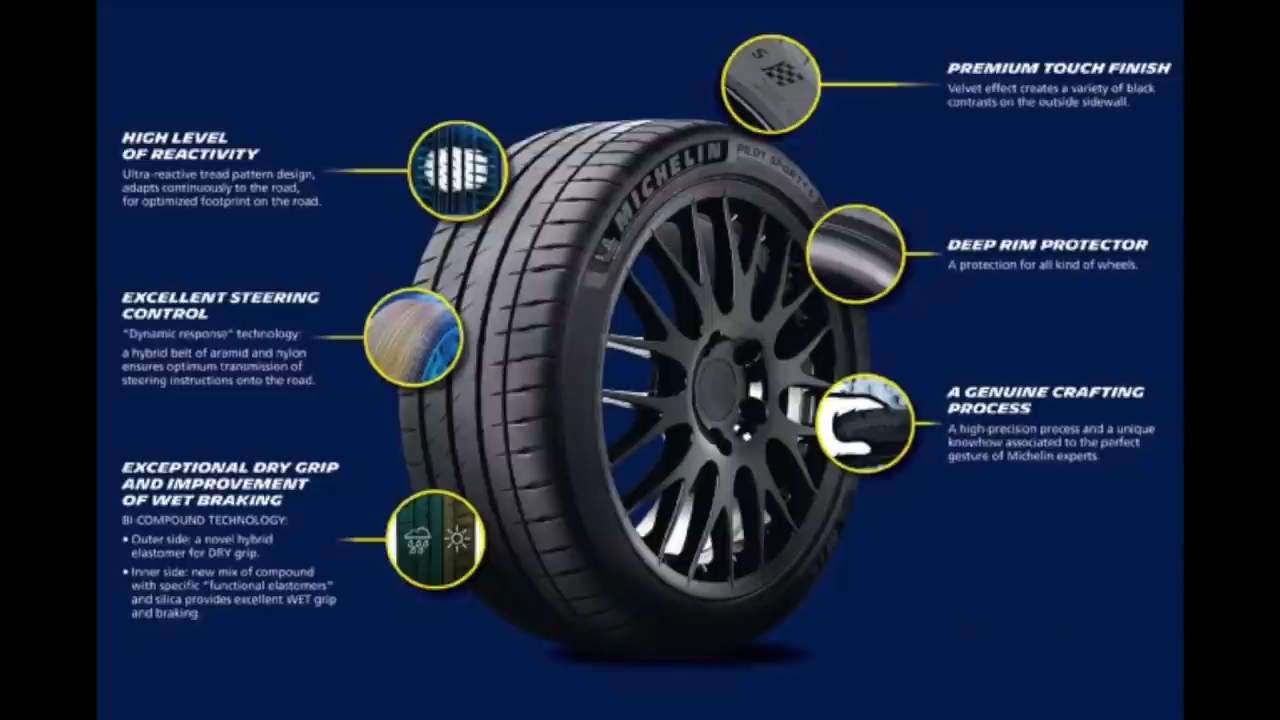 HIGH LEVEL
OF REACTIVITY
Ultra-reactive tread pattern design,
adapts continuously to the road,
for optimized footprint on the road.
EXCELLENT STEERING
CONTROL
"Dynamic response" technology:
a hybrid belt of aramid and nylon
ensures optimum transmission of
steering instructions onto the road.
EXCEPTIONAL DRY GRIP
AND IMPROVEMENT
OF WET BRAKING
BI-COMPOUND TECHNOLOGY:
• Outer side: a novel hybrid
elastomer for DRY grip.
• Inner side: new mix of compound
with specific "functional elastomers"
and silica provides excellent WET grip
and braking.
S
MICHELIN
PILOT SPORT
PREMIUM TOUCH FINISH
Velvet effect creates a variety of black
contrasts on the outside sidewall.
DEEP RIM PROTECTOR
A protection for all kind of wheels.
A GENUINE CRAFTING
PROCESS
A high-precision process and a unique
knowhow associated to the perfect
gesture of Michelin experts.